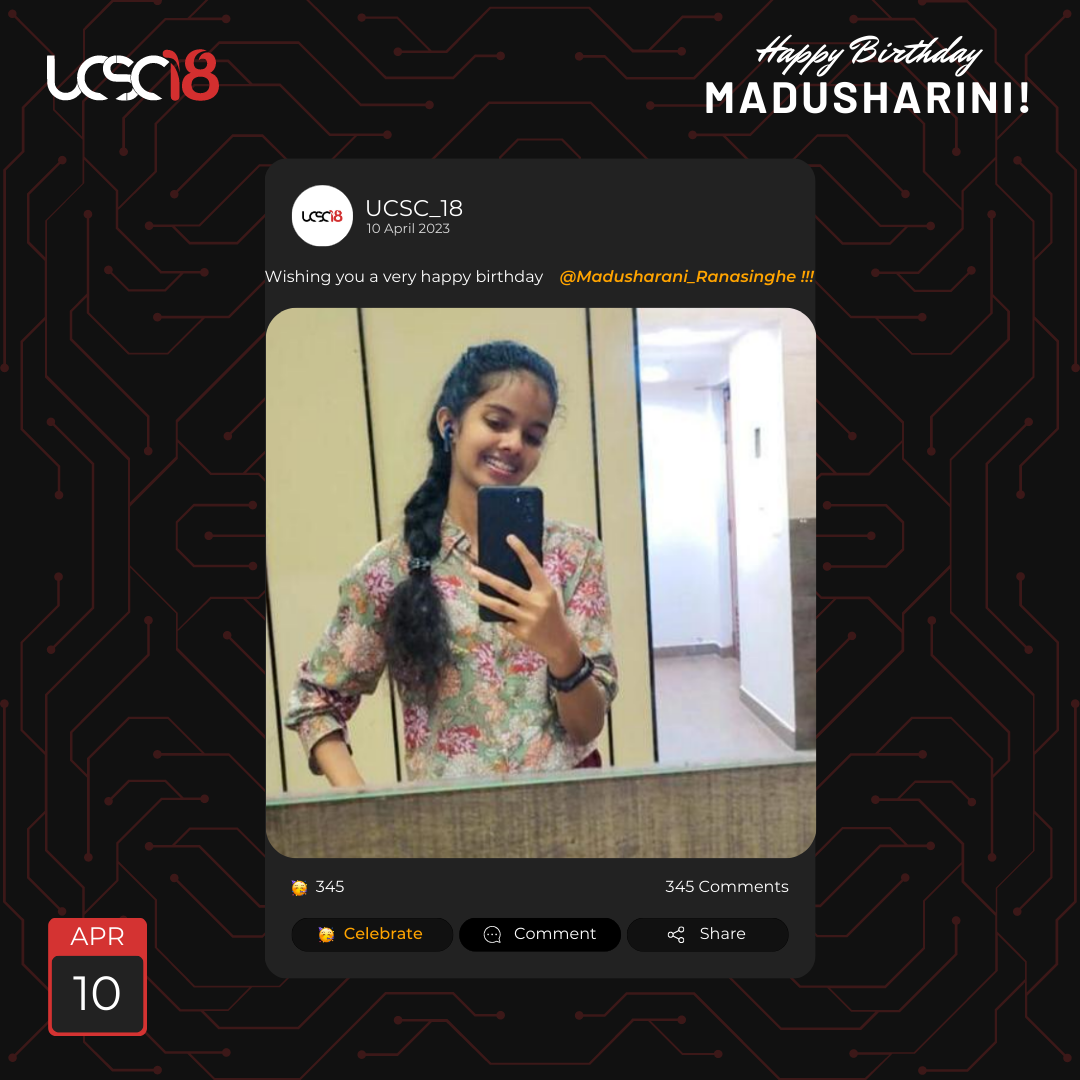 UCSC18
Happy Birthday
MADUSHARINI!
UCSC18
UCSC_18
10 April 2023
Wishing you a very happy birthday @Madusharani_Ranasinghe !!!
345
345 Comments
Celebrate
Comment
Share
APR
10